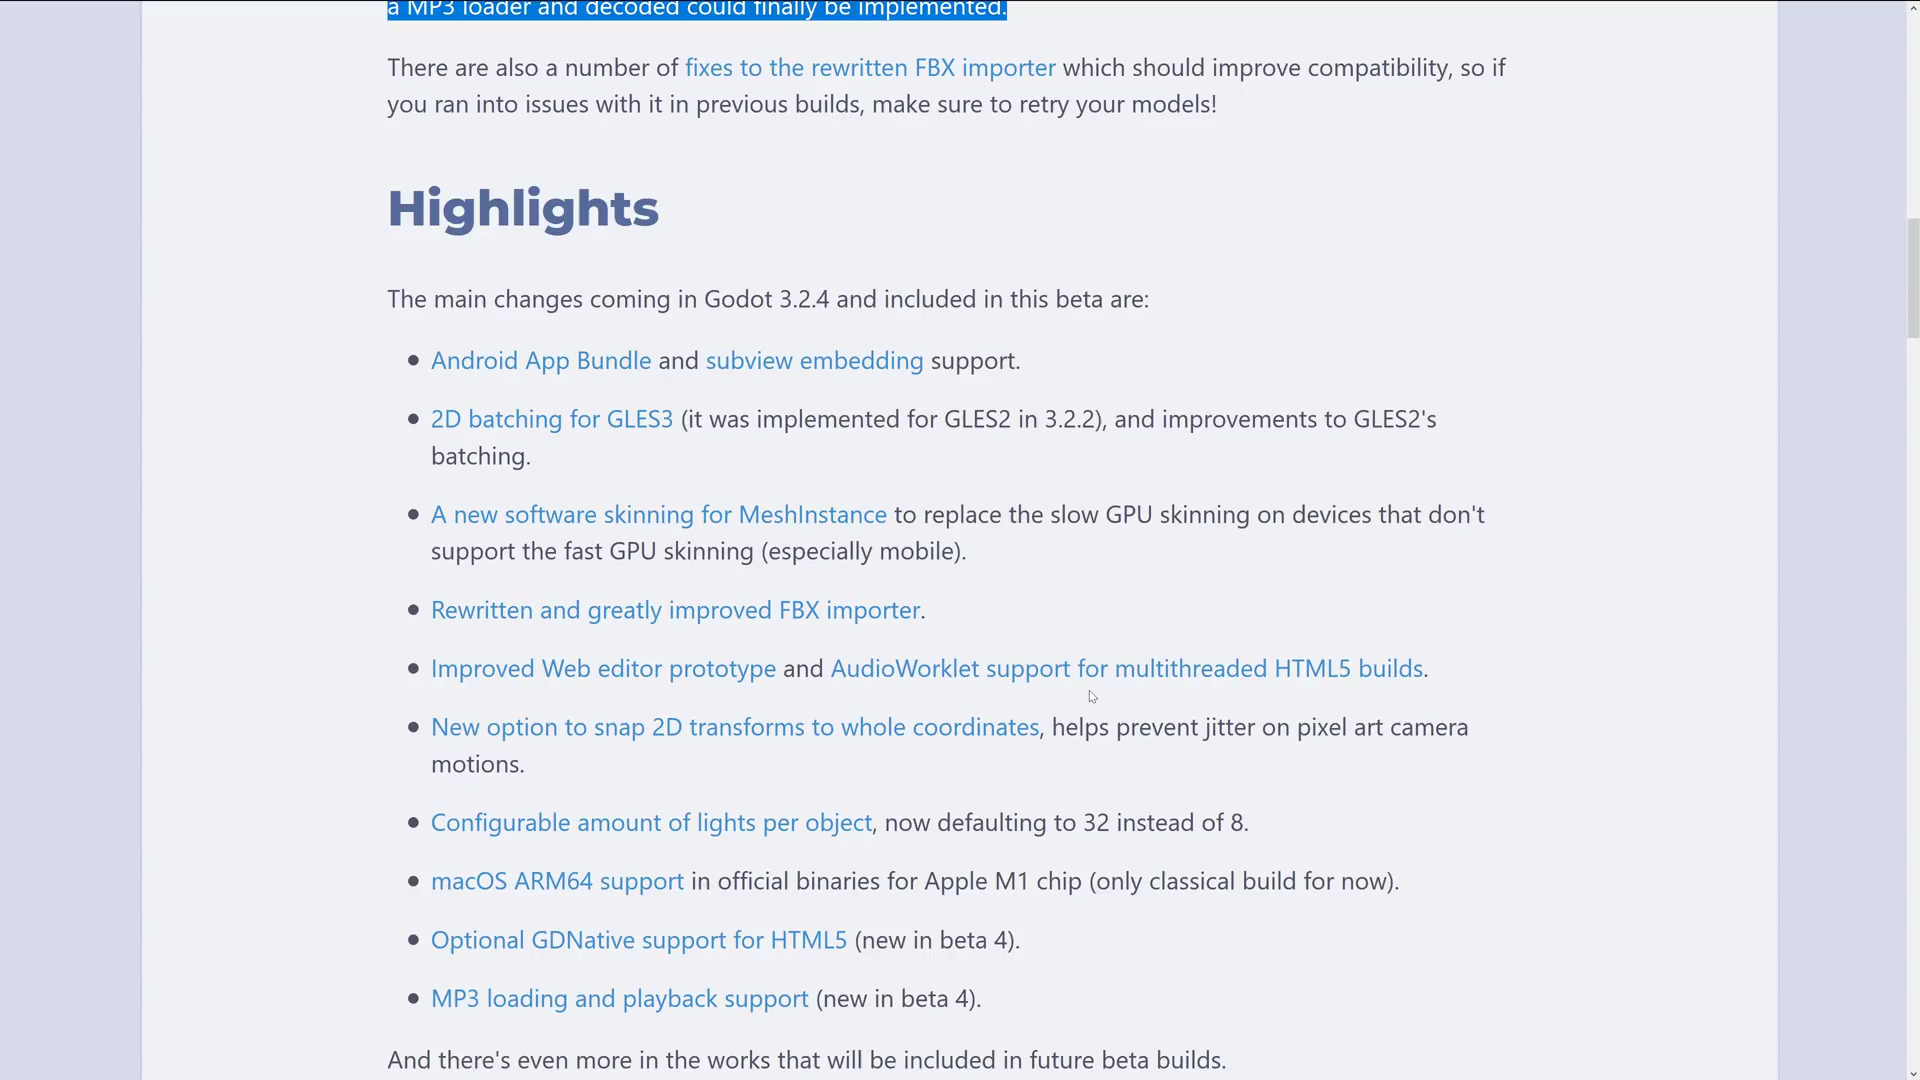 a MP3 loader and decoded could finally be implemented.
There are also a number of fixes to the rewritten FBX importer which should improve compatibility, so if
you ran into issues with it in previous builds, make sure to retry your models!
Highlights
The main changes coming in Godot 3.2.4 and included in this beta are:
Android App Bundle and subview embedding support.
2D batching for GLES3 (it was implemented for GLES2 in 3.2.2), and improvements to GLES2's
batching.
A new software skinning for MeshInstance to replace the slow GPU skinning on devices that don't
support the fast GPU skinning (especially mobile).
Rewritten and greatly improved FBX importer.
Improved Web editor prototype and AudioWorklet support for multithreaded HTML5 builds.
New option to snap 2D transforms to whole coordinates, helps prevent jitter on pixel art camera
motions.
Configurable amount of lights per object, now defaulting to 32 instead of 8.
macOS ARM64 support in official binaries for Apple M1 chip (only classical build for now).
Optional GDNative support for HTML5 (new in beta 4).
MP3 loading and playback support (new in beta 4).
And there's even more in the works that will be included in future beta builds.